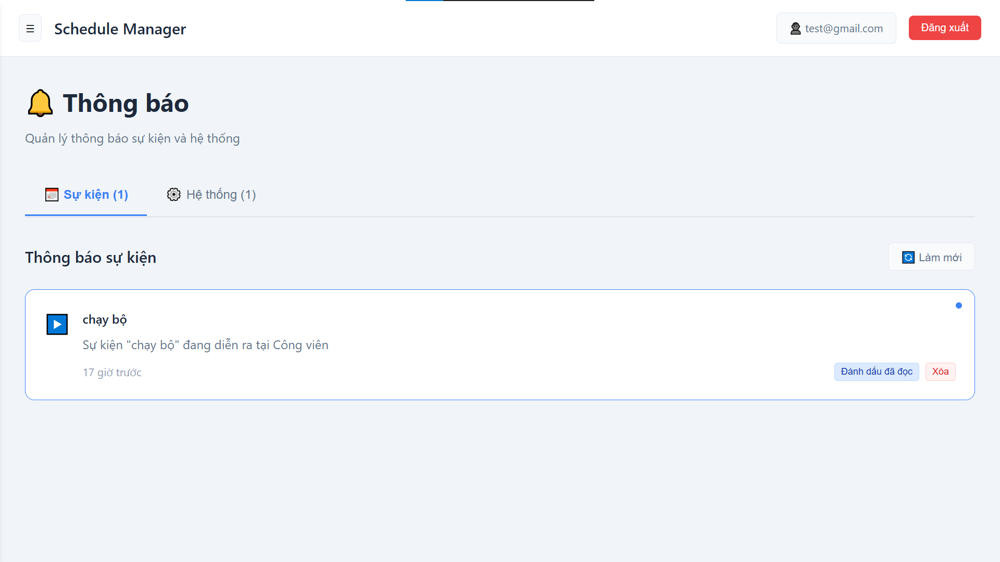 Schedule Manager
test@gmail.com
Đăng xuất
Thông báo
Quản lý thông báo sự kiện và hệ thống
Sự kiện (1)
Hệ thống (1)
Thông báo sự kiện
Làm mới
chạy bộ
Sự kiện "chạy bộ" đang diễn ra tại Công viên
17 giờ trước
Đánh dấu đã đọc
Xóa